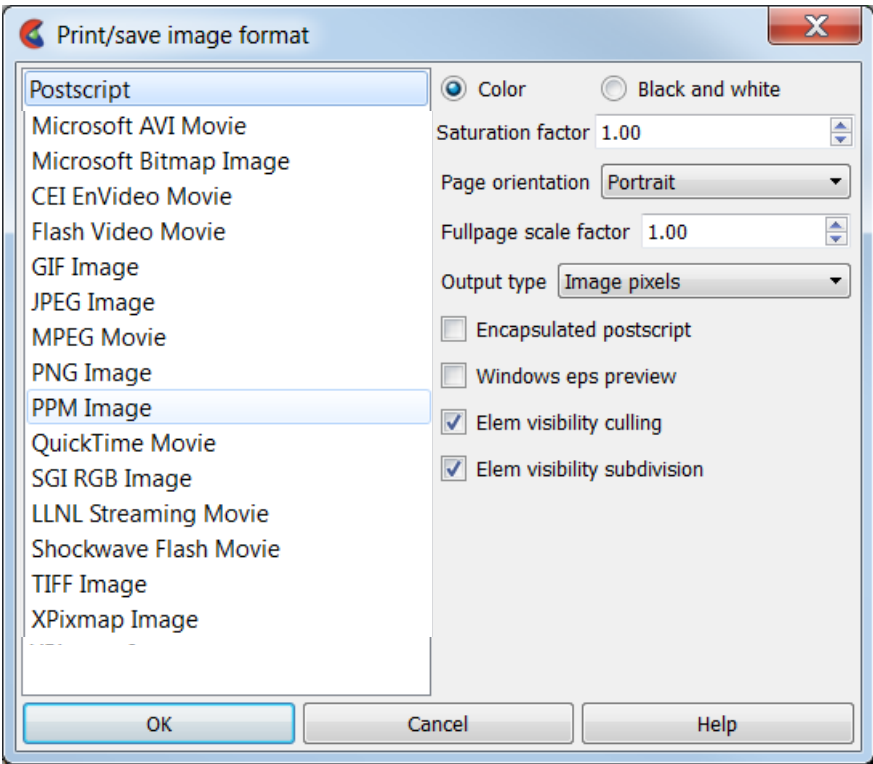 Print/save image format
Postscript
Microsoft AVI Movie
Microsoft Bitmap Image
CEI EnVideo Movie
Flash Video Movie
GIF Image
JPEG Image
MPEG Movie
PNG Image
PPM Image
QuickTime Movie
SGI RGB Image
LLNL Streaming Movie
Shockwave Flash Movie
TIFF Image
XPixmap Image
Color Black and white
Saturation factor 1.00
Page orientation Portrait
Fullpage scale factor 1.00
Output type Image pixels
Encapsulated postscript
Windows eps preview
Elem visibility culling
Elem visibility subdivision
OK Cancel Help